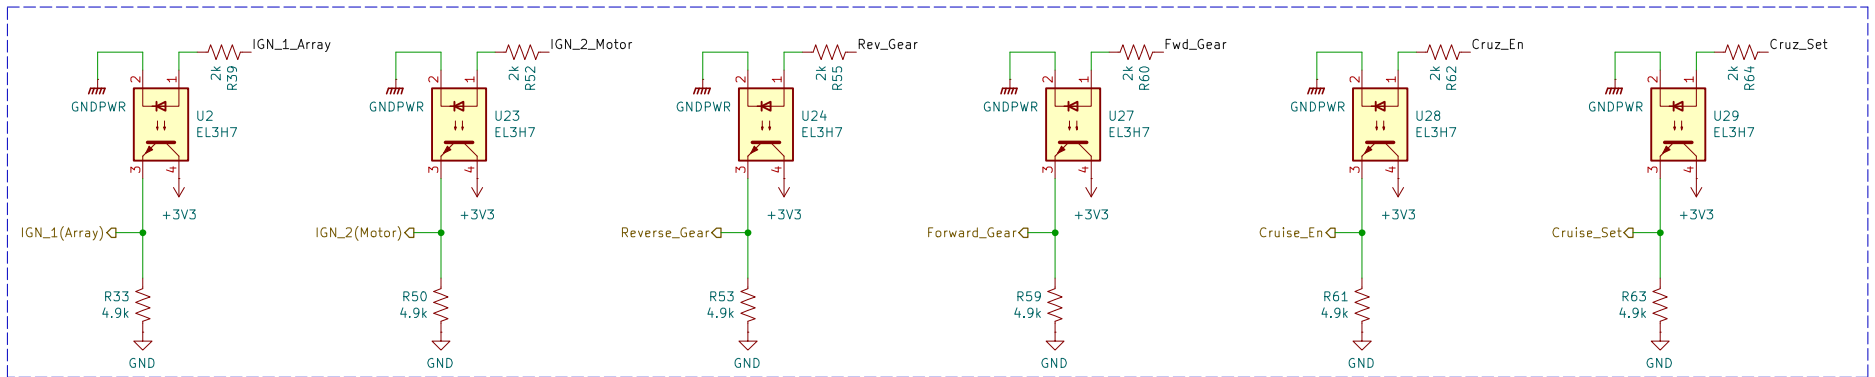 IGN_1_Array
2k
R39
2
1
GNDPWR
U2
EL3H7
3
4
+3V3
IGN_1(Array)
R33
4.9k
GND
IGN_2_Motor
2k
R52
2
1
GNDPWR
U23
EL3H7
3
4
+3V3
IGN_2(Motor)
R50
4.9k
GND
Rev_Gear
2k
R55
2
1
GNDPWR
U24
EL3H7
3
4
+3V3
Reverse_Gear
R53
4.9k
GND
Fwd_Gear
2k
R60
2
1
GNDPWR
U27
EL3H7
3
4
+3V3
Forward_Gear
R59
4.9k
GND
Cruz_En
2k
R62
2
1
GNDPWR
U28
EL3H7
3
4
+3V3
Cruise_En
R61
4.9k
GND
Cruz_Set
2k
R64
2
1
GNDPWR
U29
EL3H7
3
4
+3V3
Cruise_Set
R63
4.9k
GND